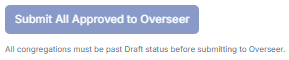 Submit All Approved to Overseer
All congregations must be past Draft status before submitting to Overseer.